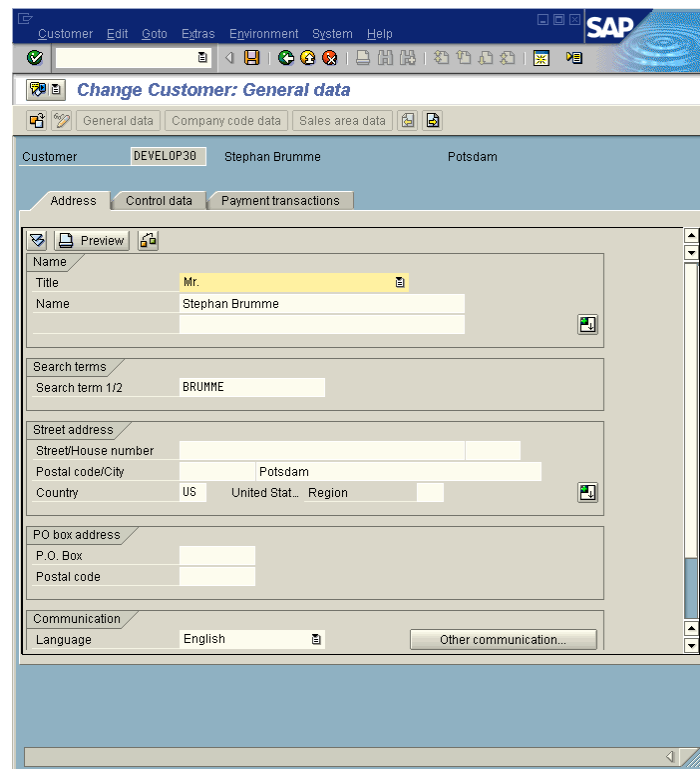 Customer Edit Goto Extras Environment System Help
SAP
Change Customer: General data
General data Company code data Sales area data
Customer DEVELOP30 Stephan Brumme Potsdam
Address Control data Payment transactions
Preview
Name
Title Mr.
Name Stephan Brumme
Search terms
Search term 1/2 BRUMME
Street address
Street/House number
Postal code/City Potsdam
Country US United Stat... Region
PO box address
P.O. Box
Postal code
Communication
Language English Other communication...